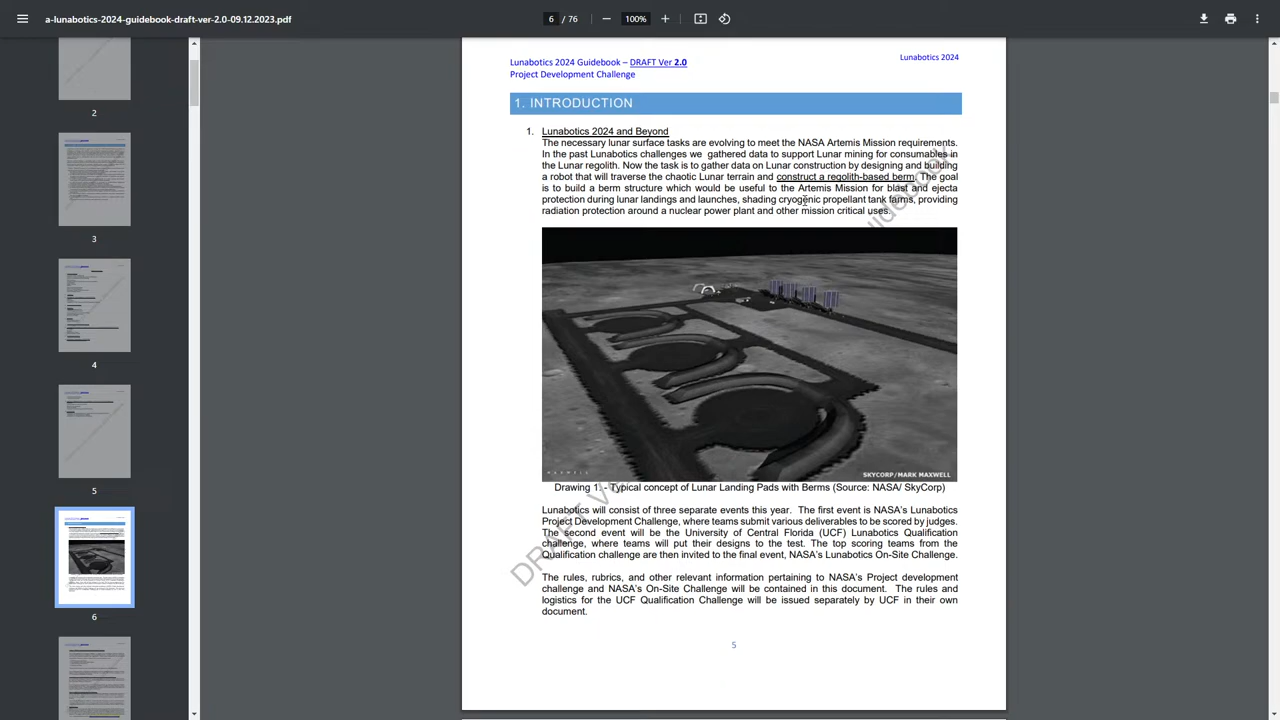 a-lunabotics-2024-guidebook-draft-ver-2.0-09.12.2023.pdf
6 / 76
100%
2
3
4
5
6
Lunabotics 2024 Guidebook – DRAFT Ver 2.0
Lunabotics 2024
Project Development Challenge
1. INTRODUCTION
1. Lunabotics 2024 and Beyond
The necessary lunar surface tasks are evolving to meet the NASA Artemis Mission requirements.
In the past Lunabotics challenges we gathered data to support Lunar mining for consumables in
the Lunar regolith. Now the task is to gather data on Lunar construction by designing and building
a robot that will traverse the chaotic Lunar terrain and construct a regolith-based berm. The goal
is to build a berm structure which would be useful to the Artemis Mission for blast and ejecta
protection during lunar landings and launches, shading cryogenic propellant tank farms, providing
radiation protection around a nuclear power plant and other mission critical uses.
MAXWELL
SKYCORP/MARK MAXWELL
Drawing 1. - Typical concept of Lunar Landing Pads with Berms (Source: NASA/ SkyCorp)
Lunabotics will consist of three separate events this year. The first event is NASA's Lunabotics
Project Development Challenge, where teams submit various deliverables to be scored by judges.
The second event will be the University of Central Florida (UCF) Lunabotics Qualification
challenge, where teams will put their designs to the test. The top scoring teams from the
Qualification challenge are then invited to the final event, NASA's Lunabotics On-Site Challenge.
The rules, rubrics, and other relevant information pertaining to NASA's Project development
challenge and NASA's On-Site Challenge will be contained in this document. The rules and
logistics for the UCF Qualification Challenge will be issued separately by UCF in their own
document.
5